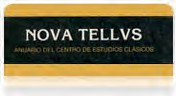 NOVA TELLVS
ANUARIO DEL CENTRO DE ESTUDIOS CLÁSICOS